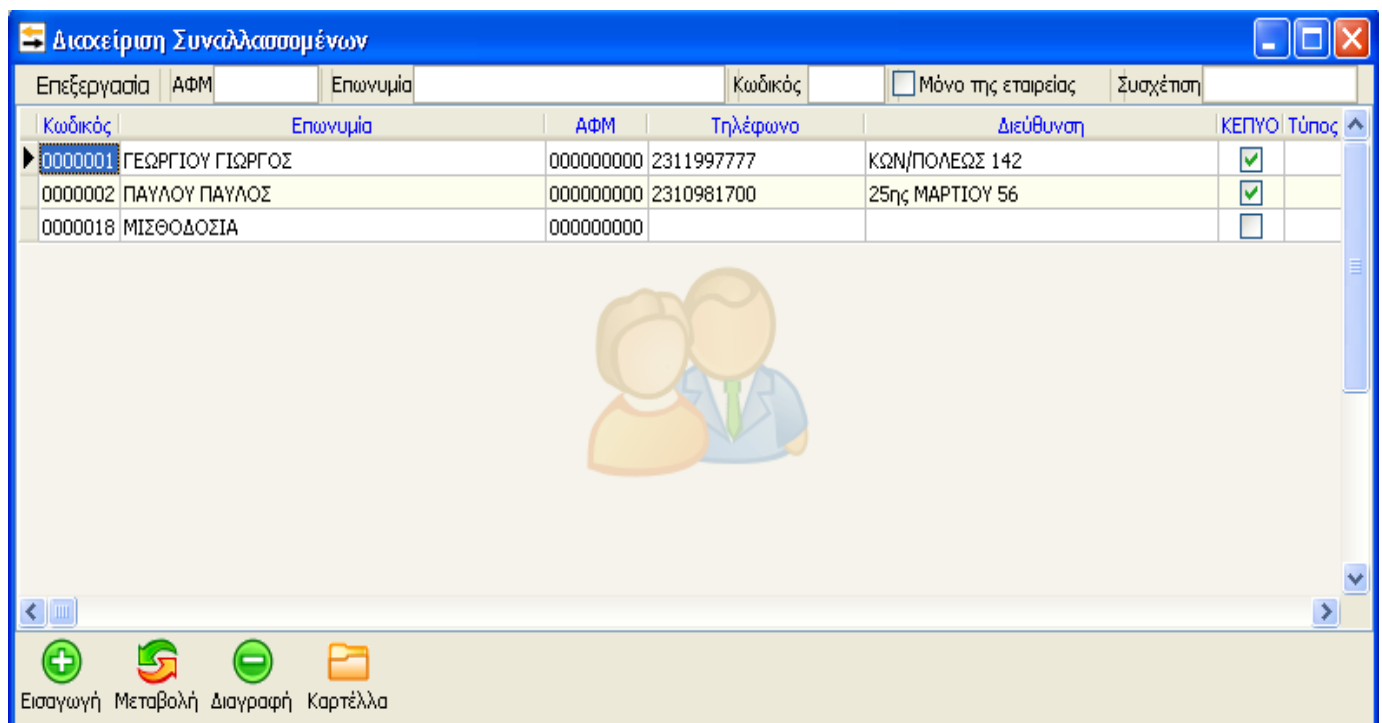 Διαχείριση Συναλλασσομένων
Επεξεργασία ΑΦΜ Επωνυμία Κωδικός Μόνο της εταιρείας Συσχέτιση
Κωδικός Επωνυμία ΑΦΜ Τηλέφωνο Διεύθυνση ΚΕΠΥΟ Τύπος
0000001 ΓΕΩΡΓΙΟΥ ΓΙΩΡΓΟΣ 000000000 2311997777 ΚΩΝ/ΠΟΛΕΩΣ 142
0000002 ΠΑΥΛΟΥ ΠΑΥΛΟΣ 000000000 2310981700 25ης ΜΑΡΤΙΟΥ 56
0000018 ΜΙΣΘΟΔΟΣΙΑ 000000000
Εισαγωγή Μεταβολή Διαγραφή Καρτέλλα